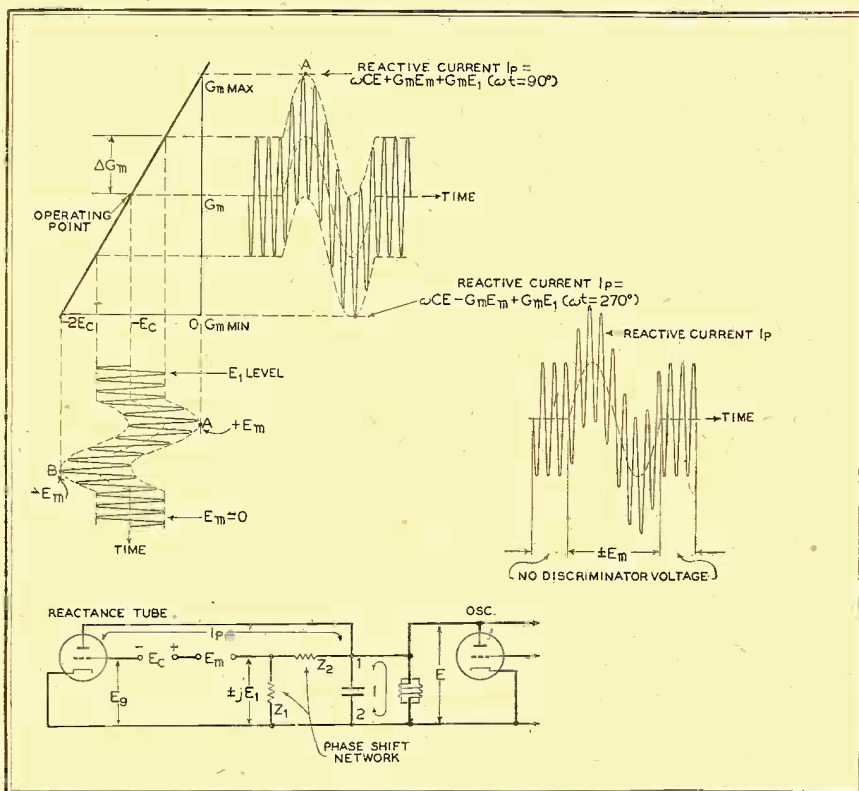 A
REACTIVE CURRENT Ip=
ωCE+GmEm+GmE1 (ωt=90°)
Gm MAX
ΔGm
OPERATING
POINT
Gm
TIME
REACTIVE CURRENT Ip=
ωCE-GmEm+GmE1 (ωt=270°)
-2Ec
-Ec
0
Gm MIN
REACTIVE CURRENT Ip
E1 LEVEL
A
+Em
TIME
B
-Em
Em=0
TIME
±Em
NO DISCRIMINATOR VOLTAGE
REACTANCE TUBE
Ip
OSC.
- Ec + Em
Z2
1
Eg
±jE1
Z1
I
2
E
PHASE SHIFT
NETWORK